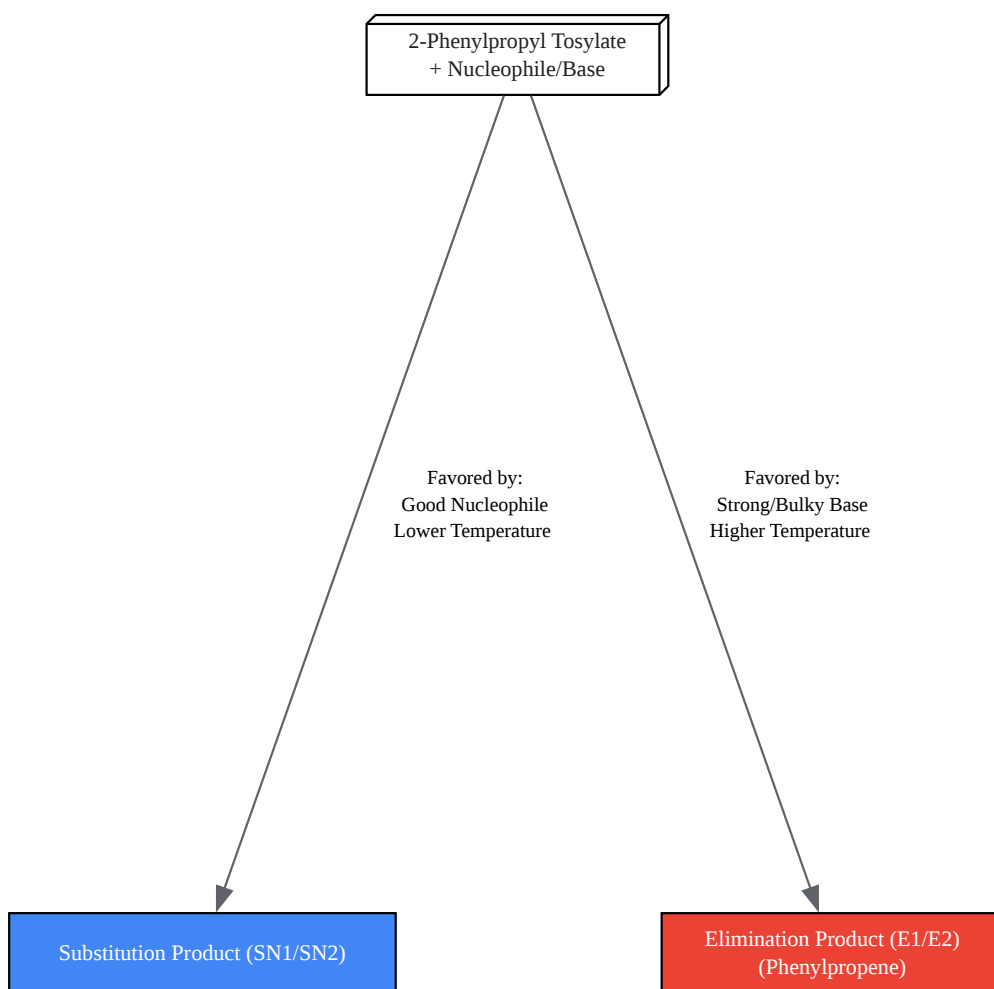 2-Phenylpropyl Tosylate
+ Nucleophile/Base
Favored by:
Good Nucleophile
Lower Temperature
Favored by:
Strong/Bulky Base
Higher Temperature
Substitution Product (SN1/SN2)
Elimination Product (E1/E2)
(Phenylpropene)